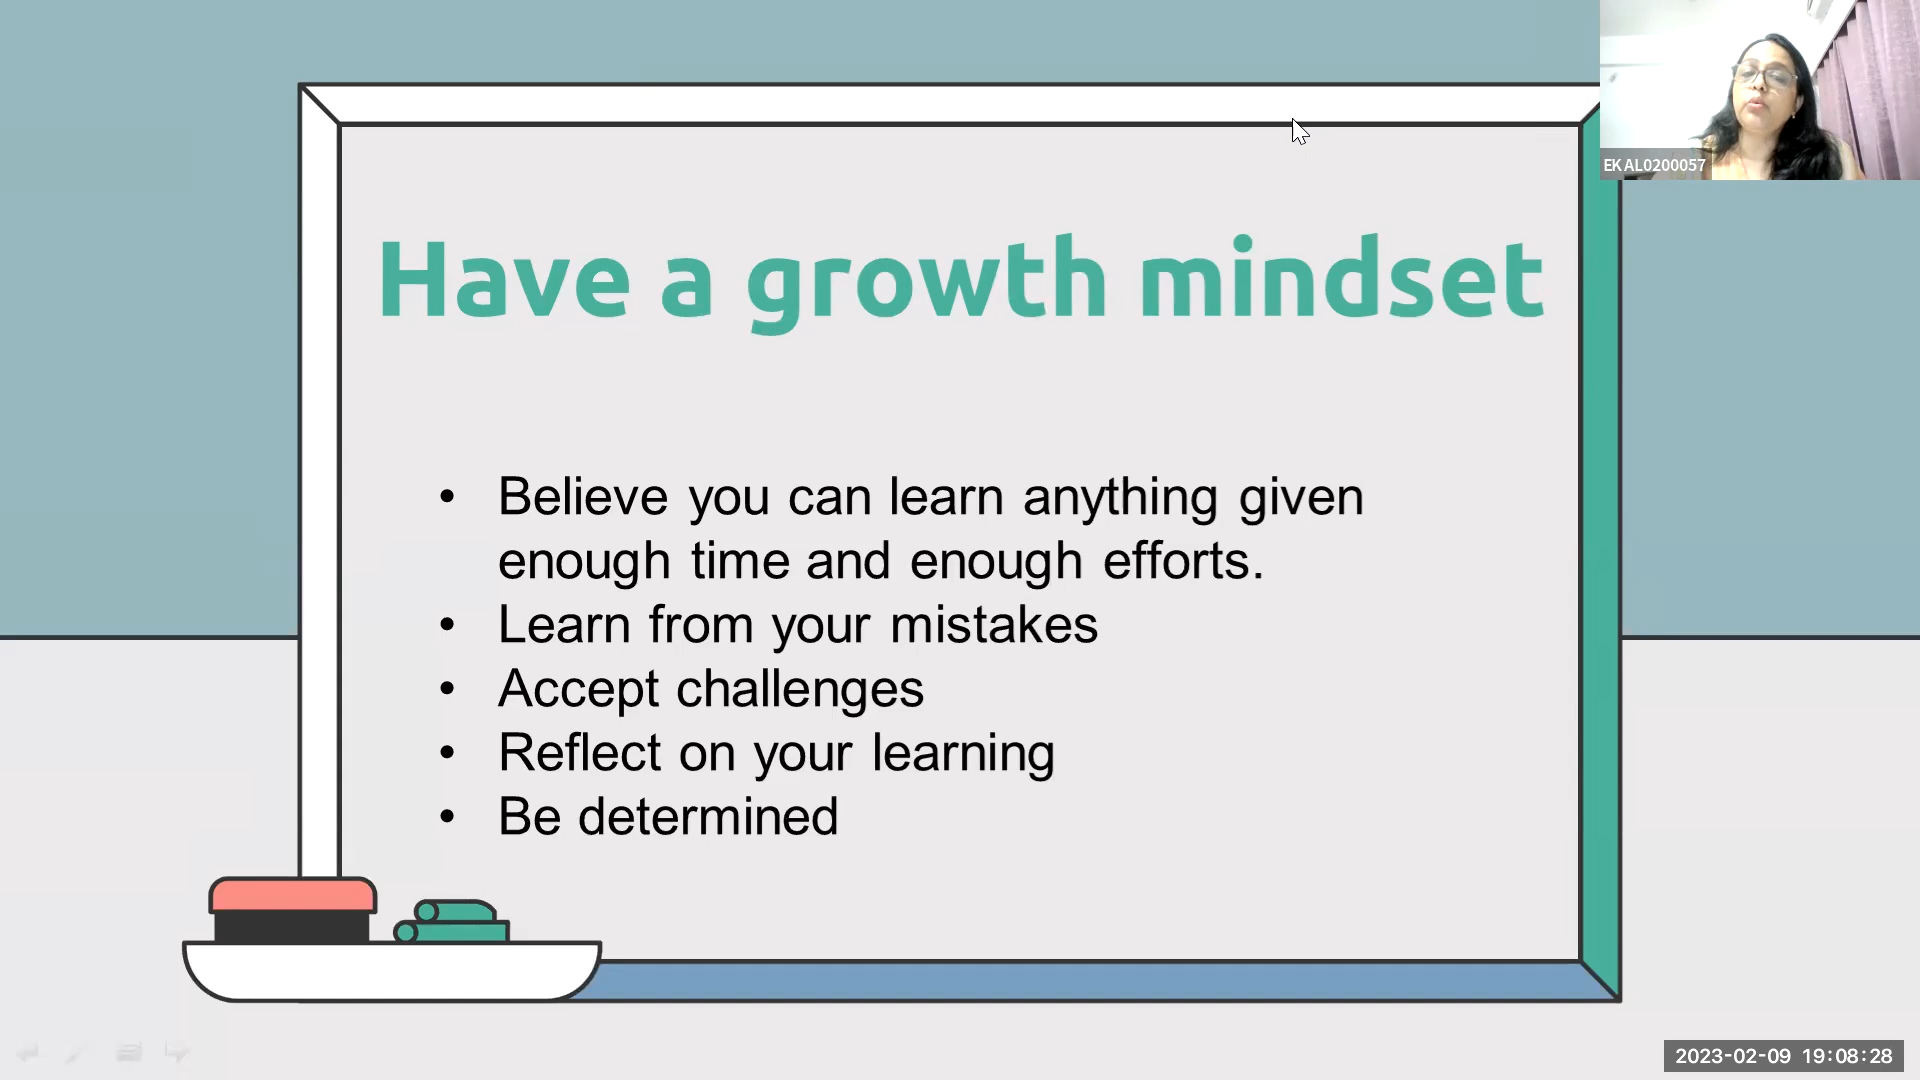 Have a growth mindset
• Believe you can learn anything given
enough time and enough efforts.
• Learn from your mistakes
• Accept challenges
• Reflect on your learning
• Be determined
EKAL0200057
2023-02-09 19:08:28